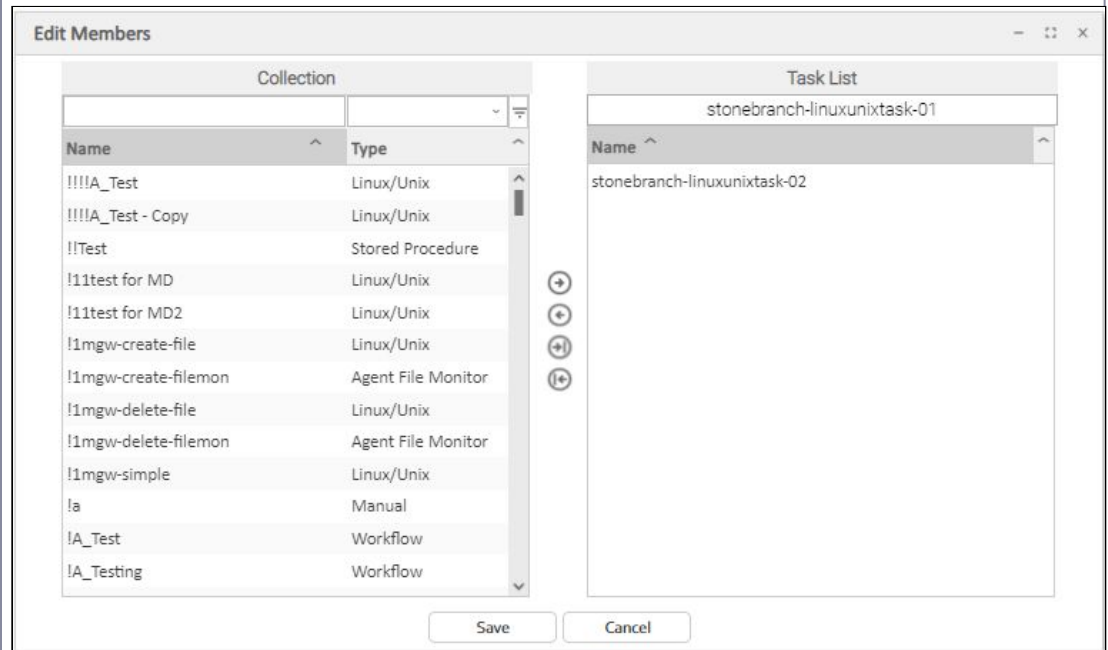 Edit Members
Collection
Task List
stonebranch-linuxunixtask-01
Name Type
Name
!!!!A_Test Linux/Unix
stonebranch-linuxunixtask-02
!!!!A_Test - Copy Linux/Unix
!!Test Stored Procedure
!11test for MD Linux/Unix
!11test for MD2 Linux/Unix
!1mgw-create-file Linux/Unix
!1mgw-create-filemon Agent File Monitor
!1mgw-delete-file Linux/Unix
!1mgw-delete-filemon Agent File Monitor
!1mgw-simple Linux/Unix
!a Manual
!A_Test Workflow
!A_Testing Workflow
Save Cancel